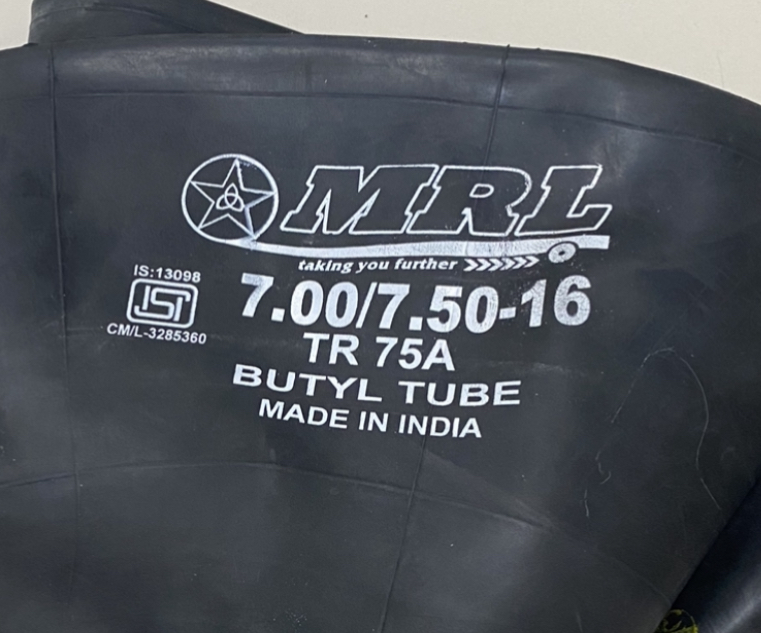 MRL
taking you further
IS:13098
ISI
CM/L-3285360
7.00/7.50-16
TR 75A
BUTYL TUBE
MADE IN INDIA